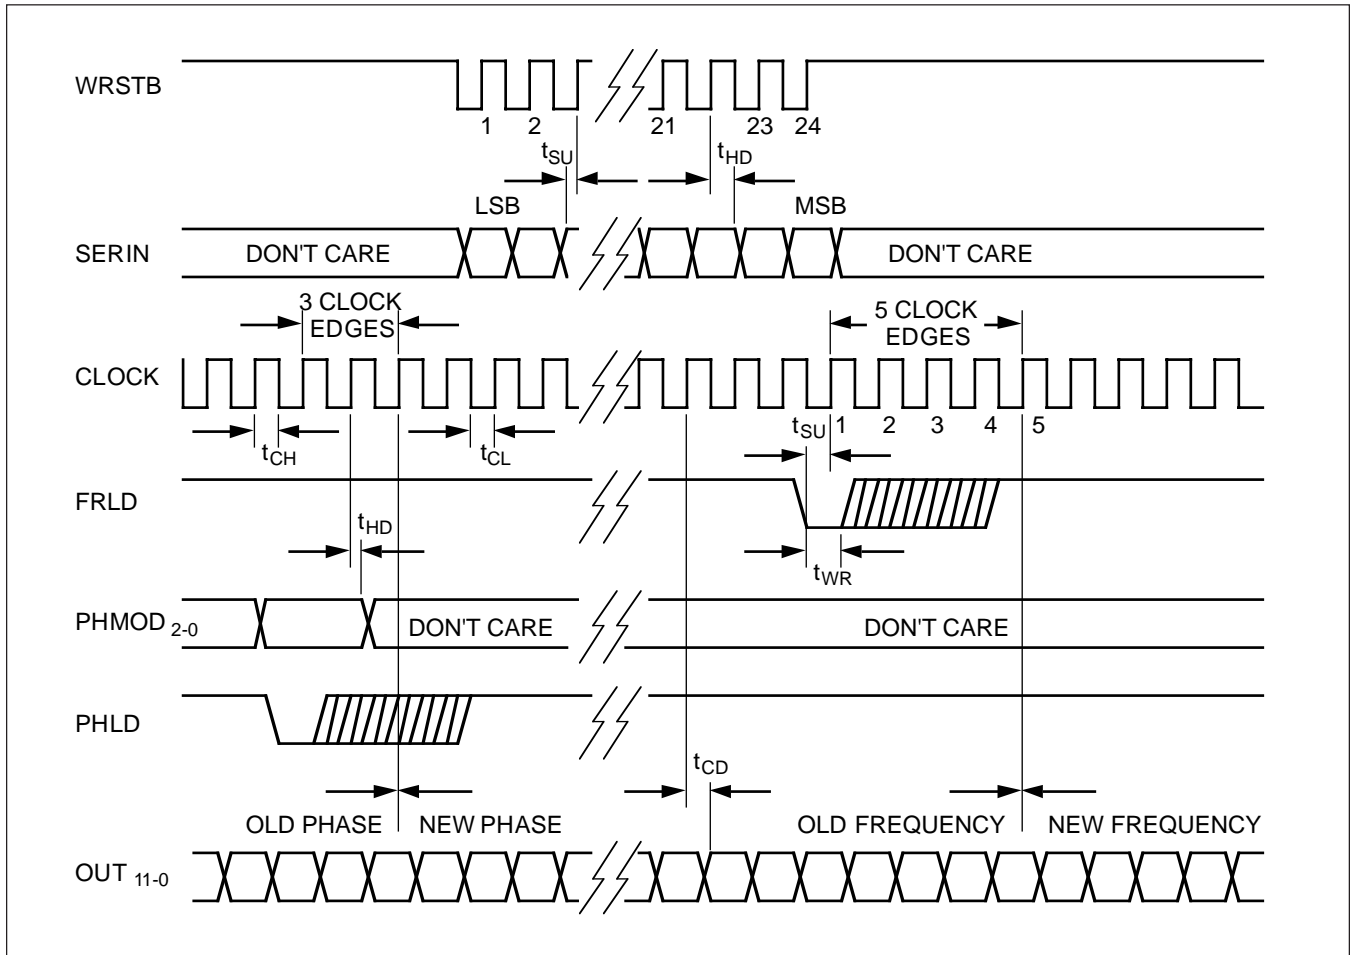 WRSTB
1 2 21 23 24
tSU tHD
LSB MSB
SERIN DON'T CARE DON'T CARE
3 CLOCK
EDGES
5 CLOCK
EDGES
CLOCK
tCH tCL tSU 1 2 3 4 5
FRLD
tHD
tWR
PHMOD 2-0 DON'T CARE DON'T CARE
PHLD
tCD
OLD PHASE NEW PHASE OLD FREQUENCY NEW FREQUENCY
OUT 11-0